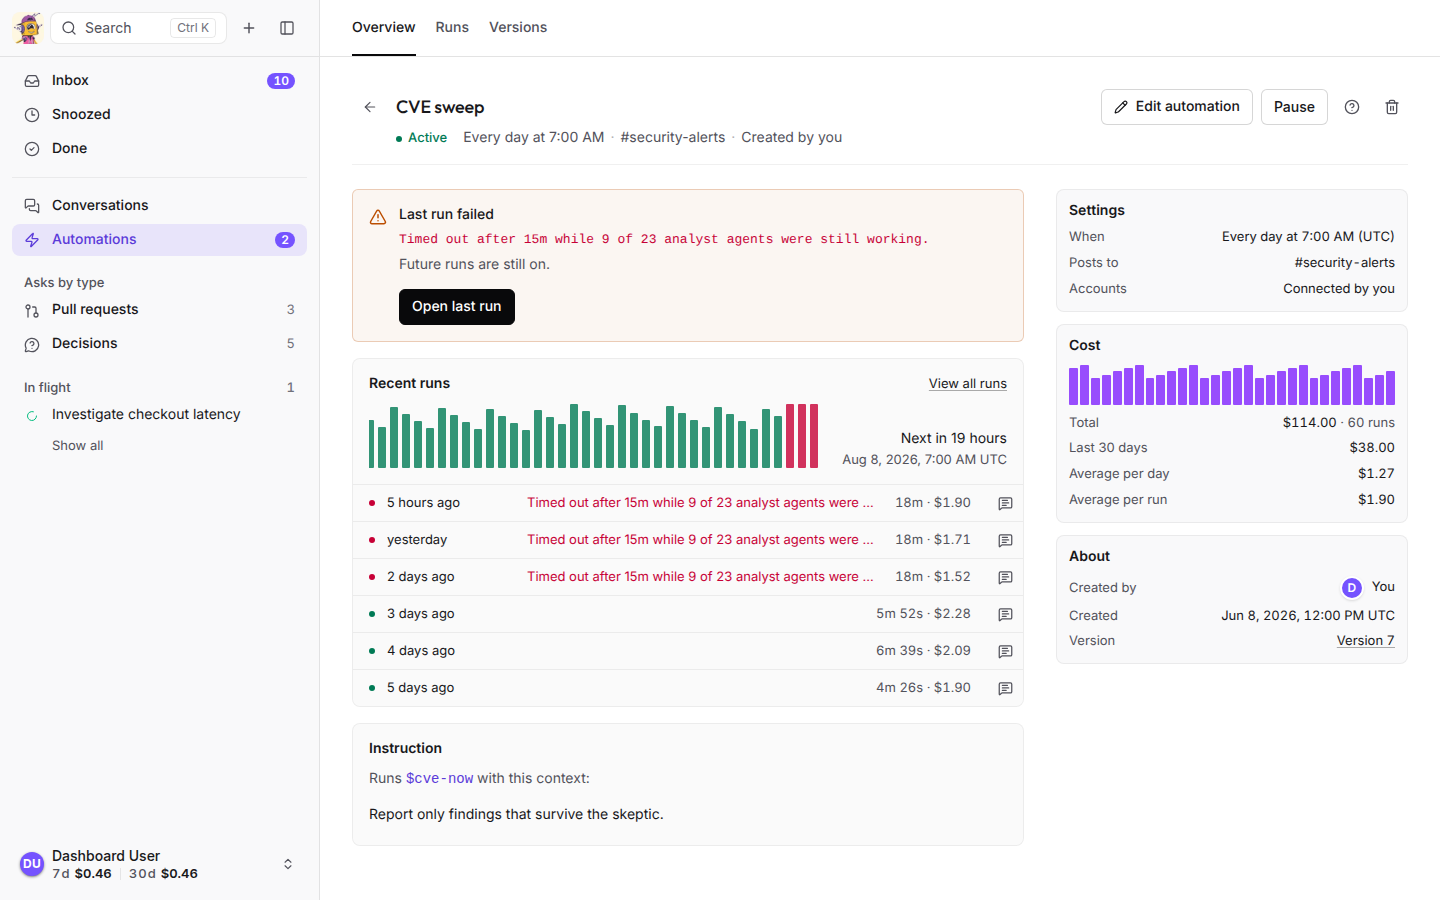 Search
Ctrl K
Inbox
10
Snoozed
Done
Conversations
Automations
2
Asks by type
Pull requests
3
Decisions
5
In flight
1
Investigate checkout latency
Show all
DU
Dashboard User
7d $0.46
30d $0.46
Overview
Runs
Versions
CVE sweep
Active
Every day at 7:00 AM · #security-alerts · Created by you
Edit automation
Pause
Last run failed
Timed out after 15m while 9 of 23 analyst agents were still working.
Future runs are still on.
Open last run
Recent runs
View all runs
Next in 19 hours
Aug 8, 2026, 7:00 AM UTC
5 hours ago
Timed out after 15m while 9 of 23 analyst agents were ...
18m · $1.90
yesterday
Timed out after 15m while 9 of 23 analyst agents were ...
18m · $1.71
2 days ago
Timed out after 15m while 9 of 23 analyst agents were ...
18m · $1.52
3 days ago
5m 52s · $2.28
4 days ago
6m 39s · $2.09
5 days ago
4m 26s · $1.90
Instruction
Runs $cve-now with this context:
Report only findings that survive the skeptic.
Settings
When
Every day at 7:00 AM (UTC)
Posts to
#security-alerts
Accounts
Connected by you
Cost
Total
$114.00 · 60 runs
Last 30 days
$38.00
Average per day
$1.27
Average per run
$1.90
About
Created by
D
You
Created
Jun 8, 2026, 12:00 PM UTC
Version
Version 7